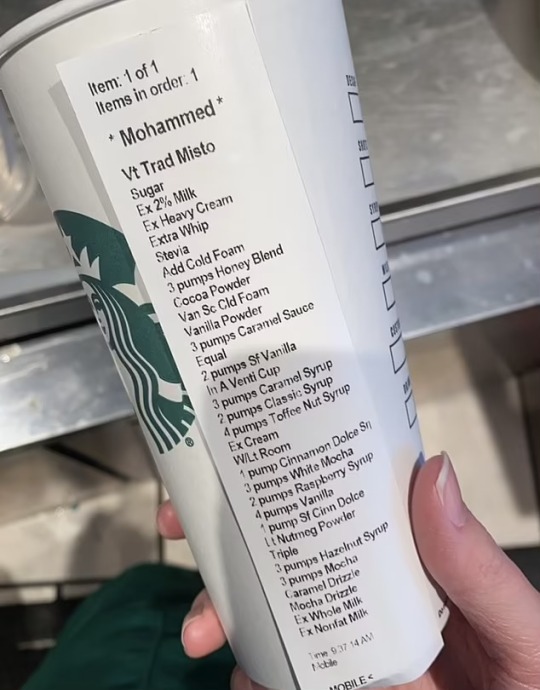 Item: 1 of 1
Items in order: 1
* Mohammed *
Vt Trad Misto
Sugar
Ex 2% Milk
Ex Heavy Cream
Extra Whip
Stevia
Add Cold Foam
3 pumps Honey Blend
Cocoa Powder
Van Sc Cld Foam
Vanilla Powder
3 pumps Caramel Sauce
Equal
2 pumps Sf Vanilla
In A Venti Cup
3 pumps Caramel Syrup
2 pumps Classic Syrup
4 pumps Toffee Nut Syrup
Ex Cream
W/Lt Room
1 pump Cinnamon Dolce Sri
3 pumps White Mocha
2 pumps Raspberry Syrup
4 pumps Vanilla
1 pump Sf Cinn Dolce
Lt Nutmeg Powder
Triple
3 pumps Hazelnut Syrup
3 pumps Mocha
Caramel Drizzle
Mocha Drizzle
Ex Whole Milk
Ex Nonfat Milk
Time: 9:37:14 AM
Mobile
MOBILE <